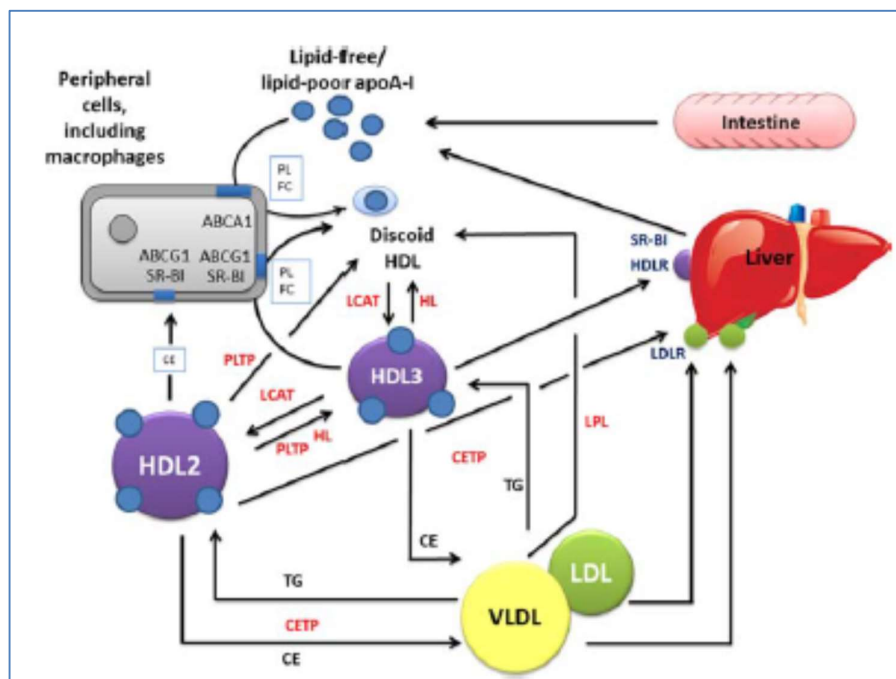 Lipid-free/
lipid-poor apoA-I
Peripheral
cells,
including
macrophages
Intestine
PL
FC
ABCA1
ABCG1
SR-BI
ABCG1
SR-BI
Discoid
HDL
PL
FC
SR-BI
HDLR
Liver
LCAT
HL
LDLR
CE
PLTP
HDL3
LCAT
HL
PLTP
HDL2
LPL
CETP
TG
CE
LDL
VLDL
TG
CETP
CE